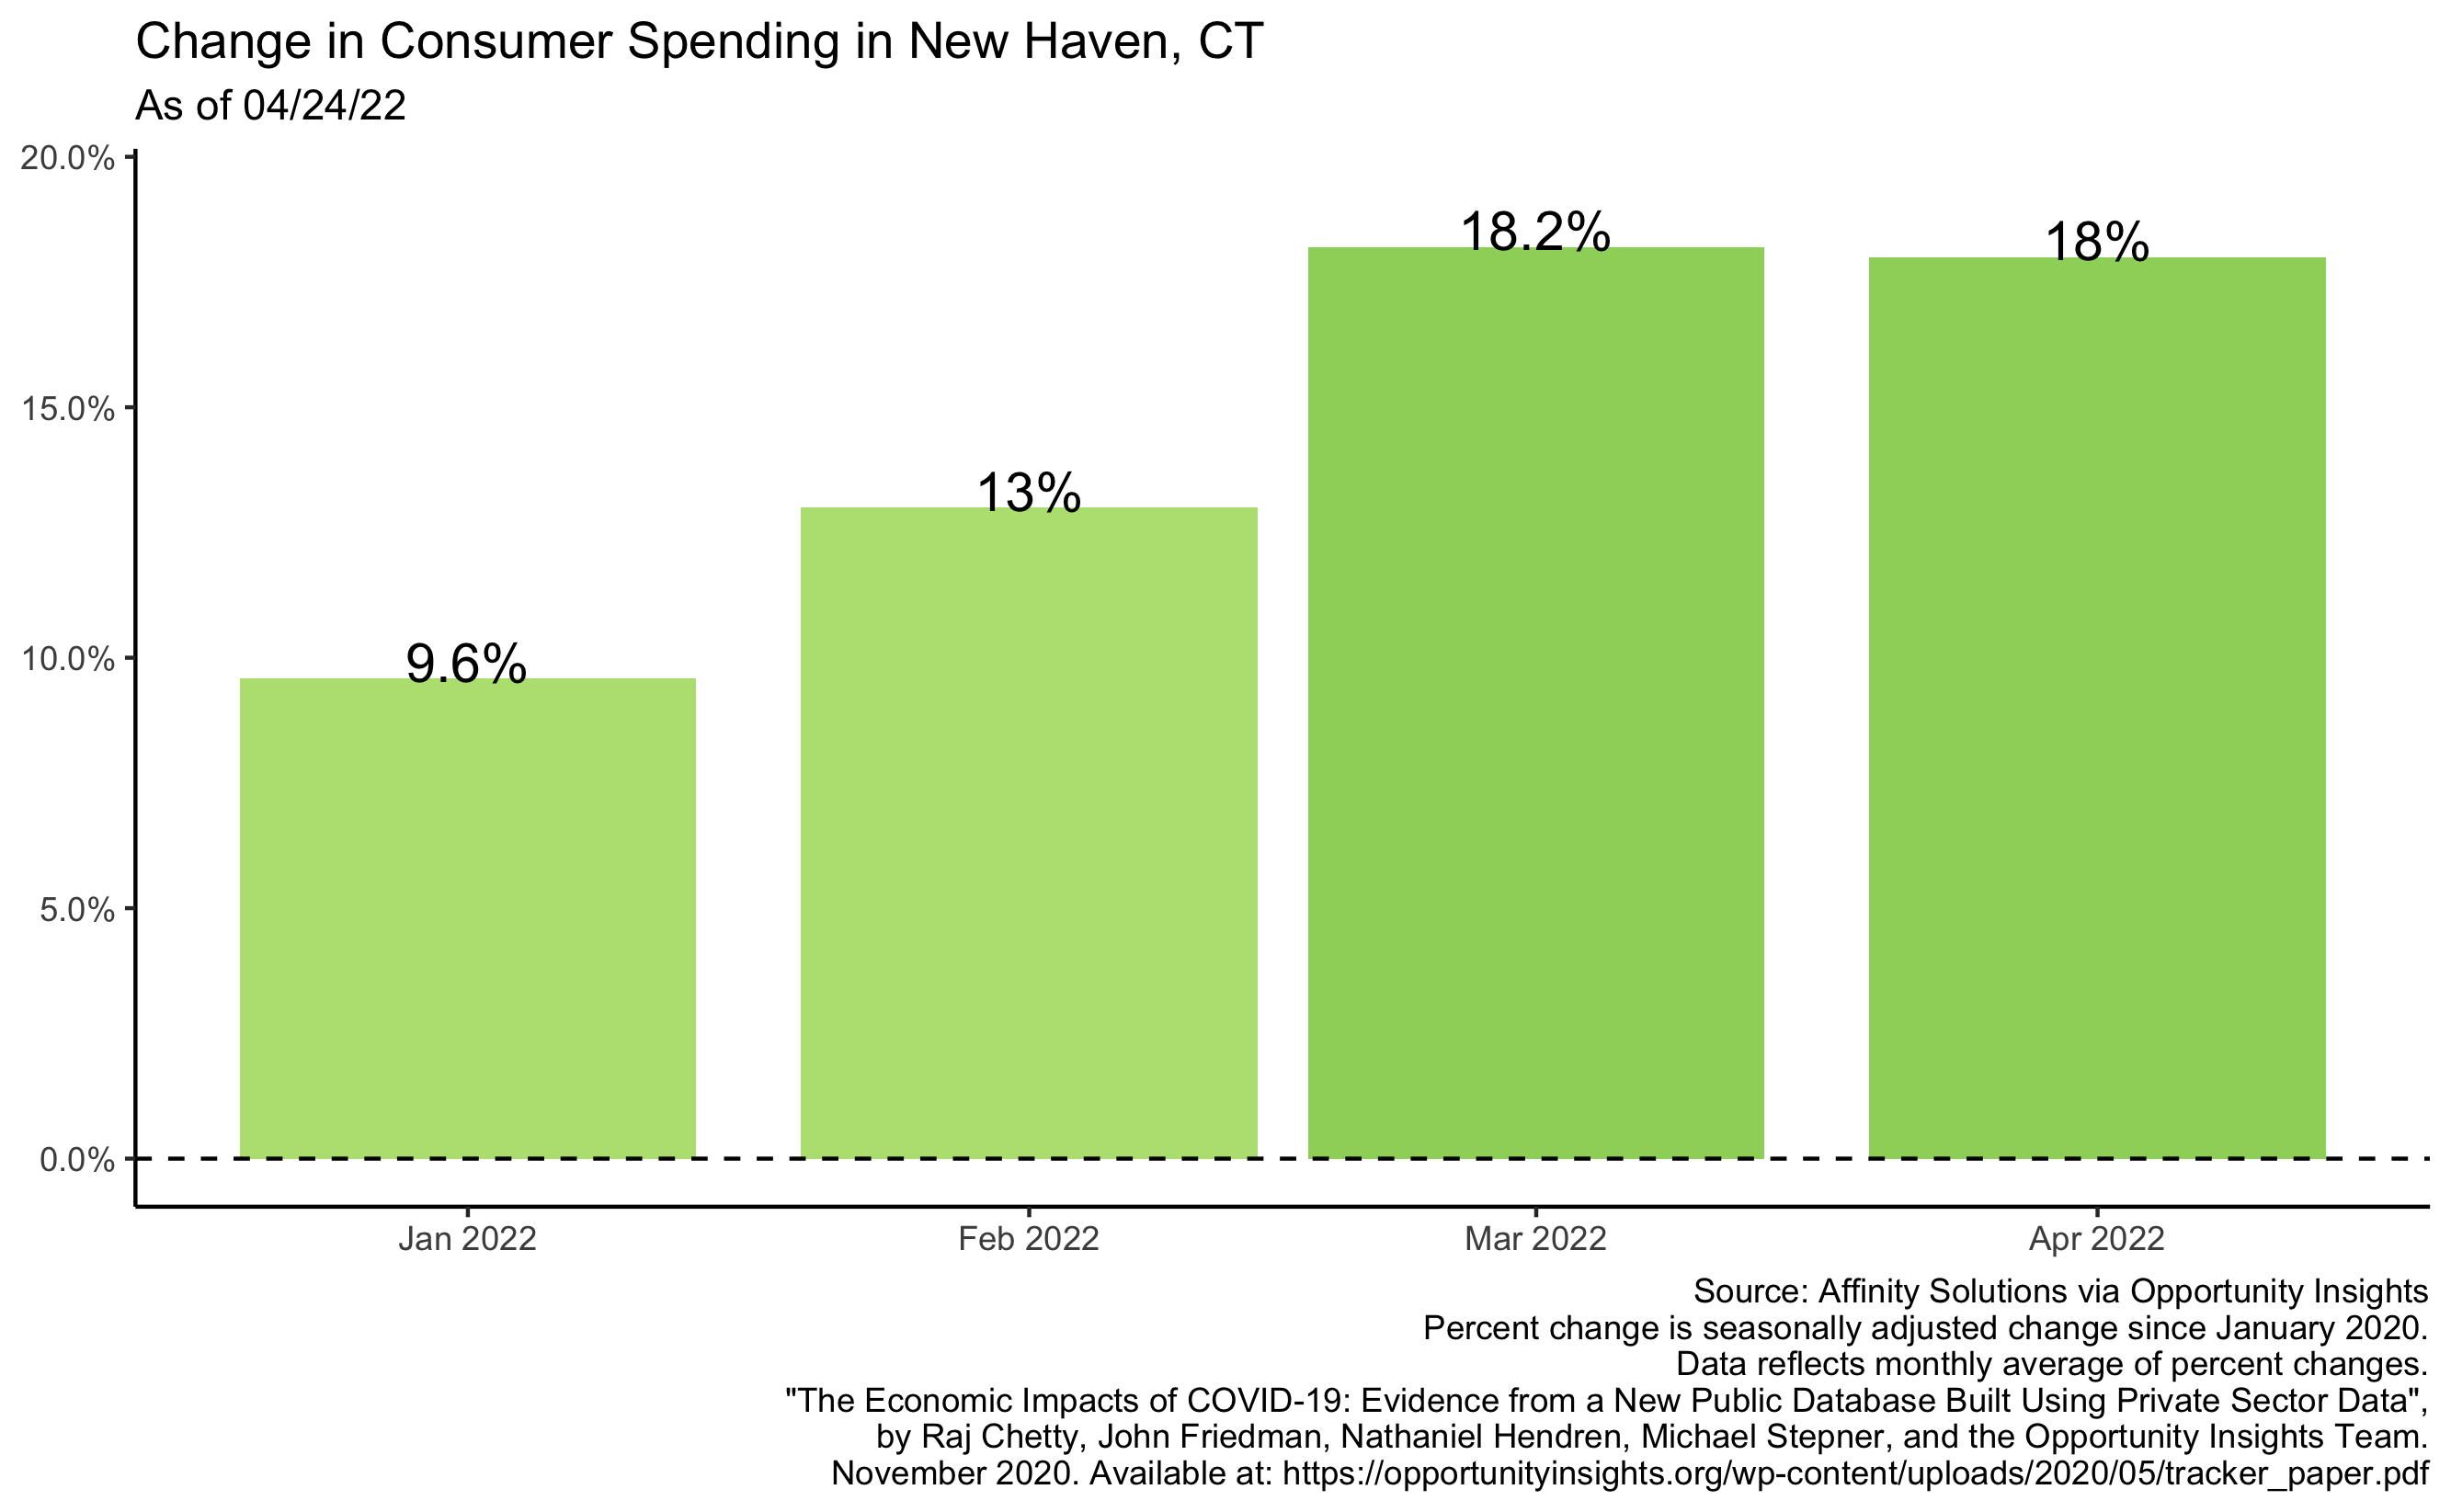 Change in Consumer Spending in New Haven, CT
As of 04/24/22
20.0%
15.0%
10.0%
5.0%
0.0%
9.6%
13%
18.2%
18%
Jan 2022
Feb 2022
Mar 2022
Apr 2022
Source: Affinity Solutions via Opportunity Insights
Percent change is seasonally adjusted change since January 2020.
Data reflects monthly average of percent changes.
"The Economic Impacts of COVID-19: Evidence from a New Public Database Built Using Private Sector Data",
by Raj Chetty, John Friedman, Nathaniel Hendren, Michael Stepner, and the Opportunity Insights Team.
November 2020. Available at: https://opportunityinsights.org/wp-content/uploads/2020/05/tracker_paper.pdf